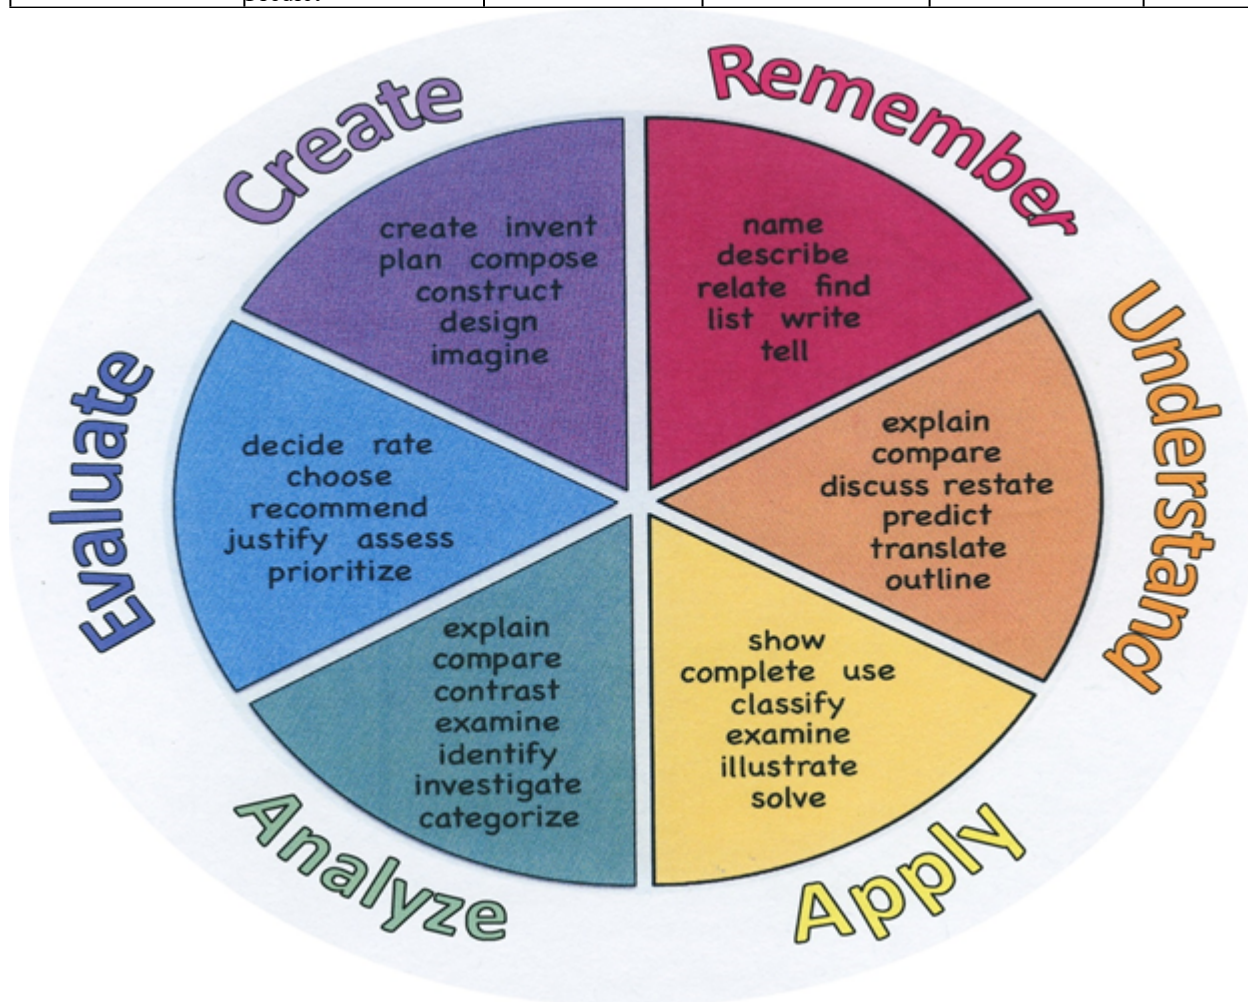 Remember
name
describe
relate find
list write
tell
Understand
explain
compare
discuss restate
predict
translate
outline
Apply
show
complete use
classify
examine
illustrate
solve
Analyze
explain
compare
contrast
examine
identify
investigate
categorize
Evaluate
decide rate
choose
recommend
justify assess
prioritize
Create
create invent
plan compose
construct
design
imagine